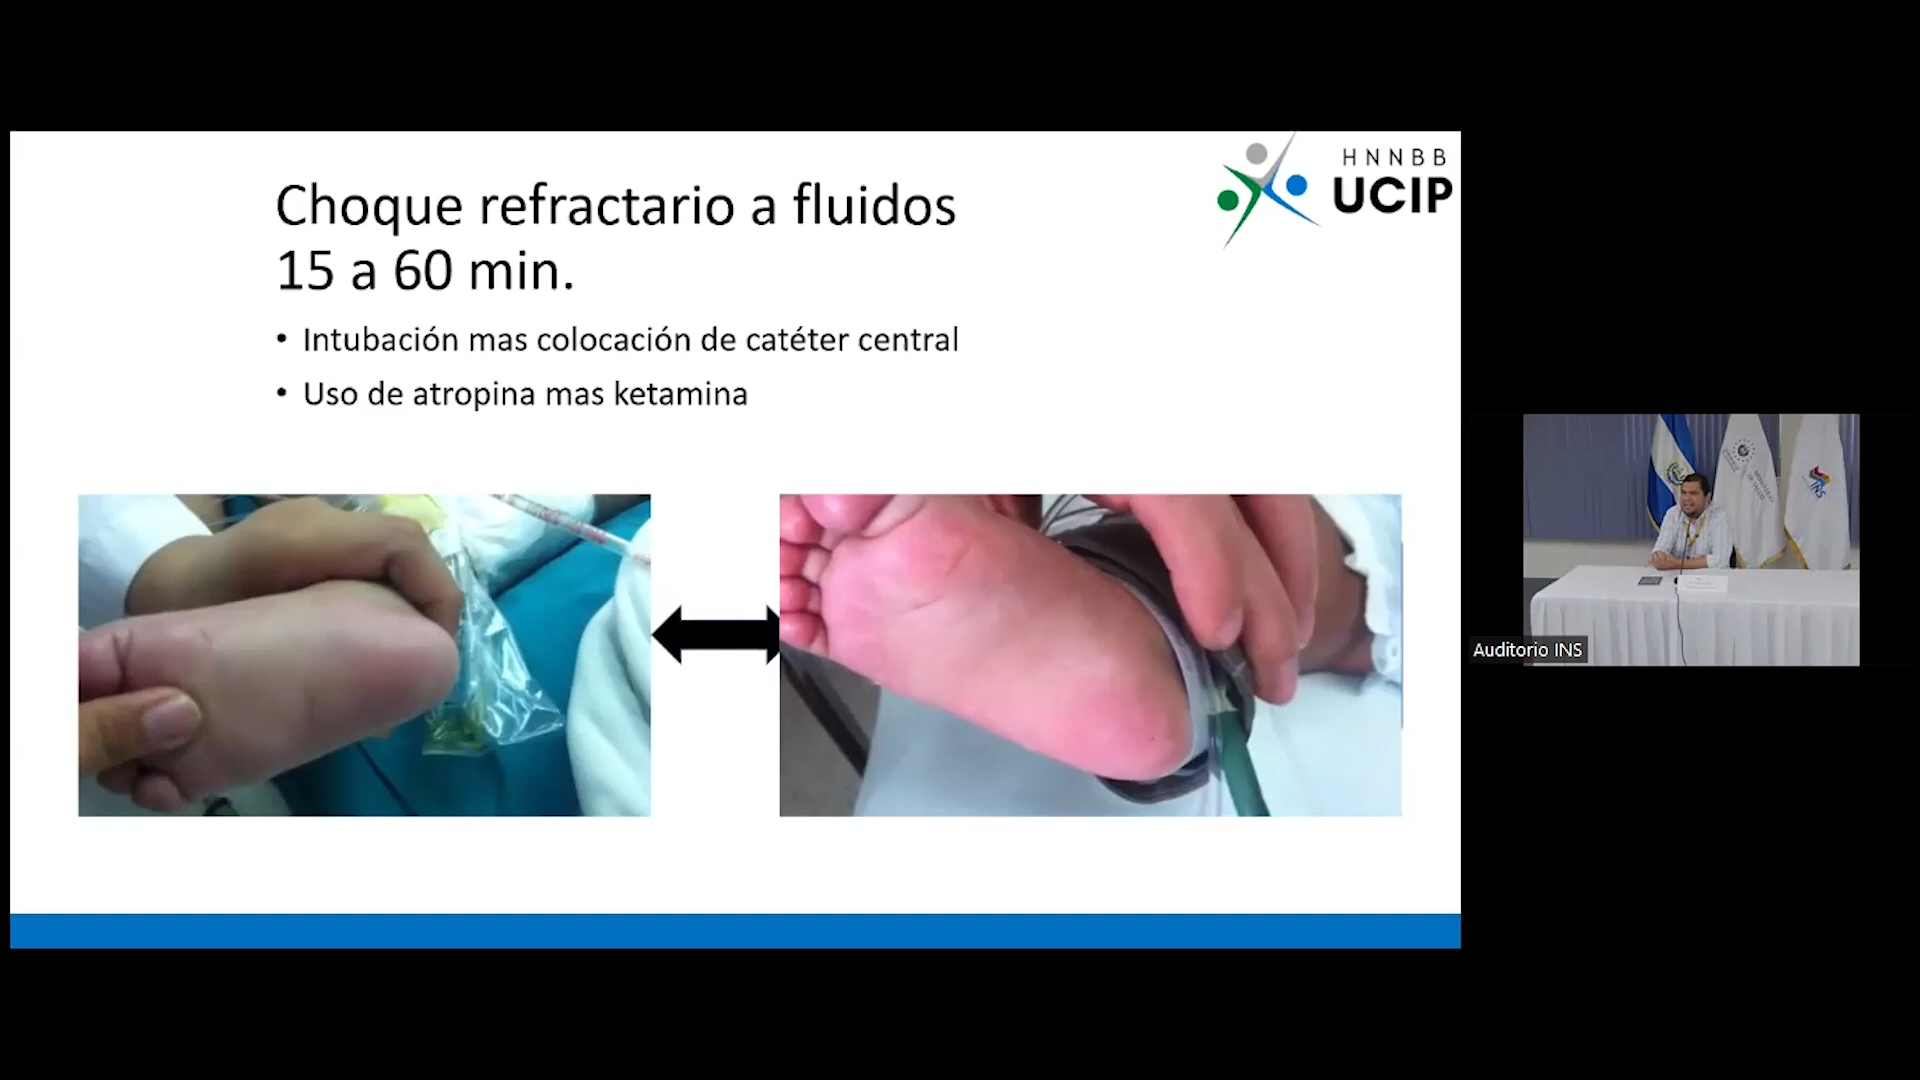 HNNBB
UCIP
Choque refractario a fluidos
15 a 60 min.
• Intubación mas colocación de catéter central
• Uso de atropina mas ketamina
INS
Auditorio INS